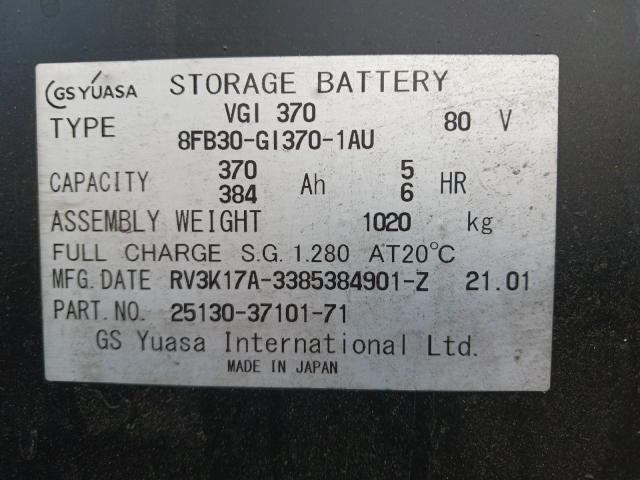 GS YUASA STORAGE BATTERY
TYPE VGI 370 80 V
8FB30-GI370-1AU
CAPACITY 370 Ah 5 HR
384 6
ASSEMBLY WEIGHT 1020 kg
FULL CHARGE S.G. 1.280 AT20℃
MFG.DATE RV3K17A-3385384901-Z 21.01
PART.NO. 25130-37101-71
GS Yuasa International Ltd.
MADE IN JAPAN